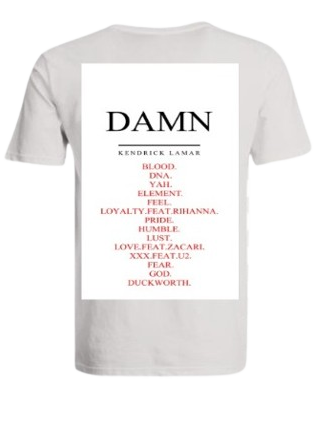 DAMN
KENDRICK LAMAR
BLOOD.
DNA.
YAH.
ELEMENT.
FEEL.
LOYALTY.FEAT.RIHANNA.
PRIDE.
HUMBLE.
LUST.
LOVE.FEAT.ZACARI.
XXX.FEAT.U2.
FEAR.
GOD.
DUCKWORTH.